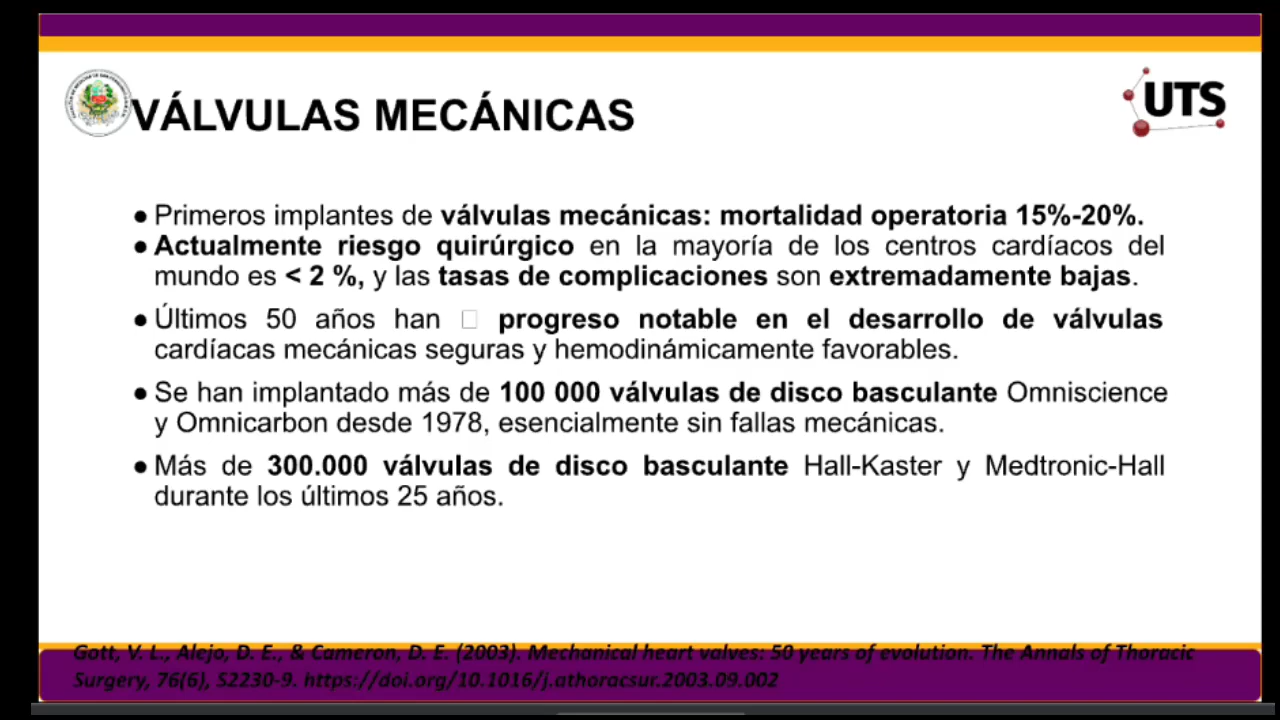 VÁLVULAS MECÁNICAS
UTS
● Primeros implantes de válvulas mecánicas: mortalidad operatoria 15%-20%.
● Actualmente riesgo quirúrgico en la mayoría de los centros cardíacos del
mundo es < 2 %, y las tasas de complicaciones son extremadamente bajas.
● Últimos 50 años han □ progreso notable en el desarrollo de válvulas
cardíacas mecánicas seguras y hemodinámicamente favorables.
● Se han implantado más de 100 000 válvulas de disco basculante Omniscience
y Omnicarbon desde 1978, esencialmente sin fallas mecánicas.
● Más de 300.000 válvulas de disco basculante Hall-Kaster y Medtronic-Hall
durante los últimos 25 años.
Gott, V. L., Alejo, D. E., & Cameron, D. E. (2003). Mechanical heart valves: 50 years of evolution. The Annals of Thoracic
Surgery, 76(6), S2230-9. https://doi.org/10.1016/j.athoracsur.2003.09.002